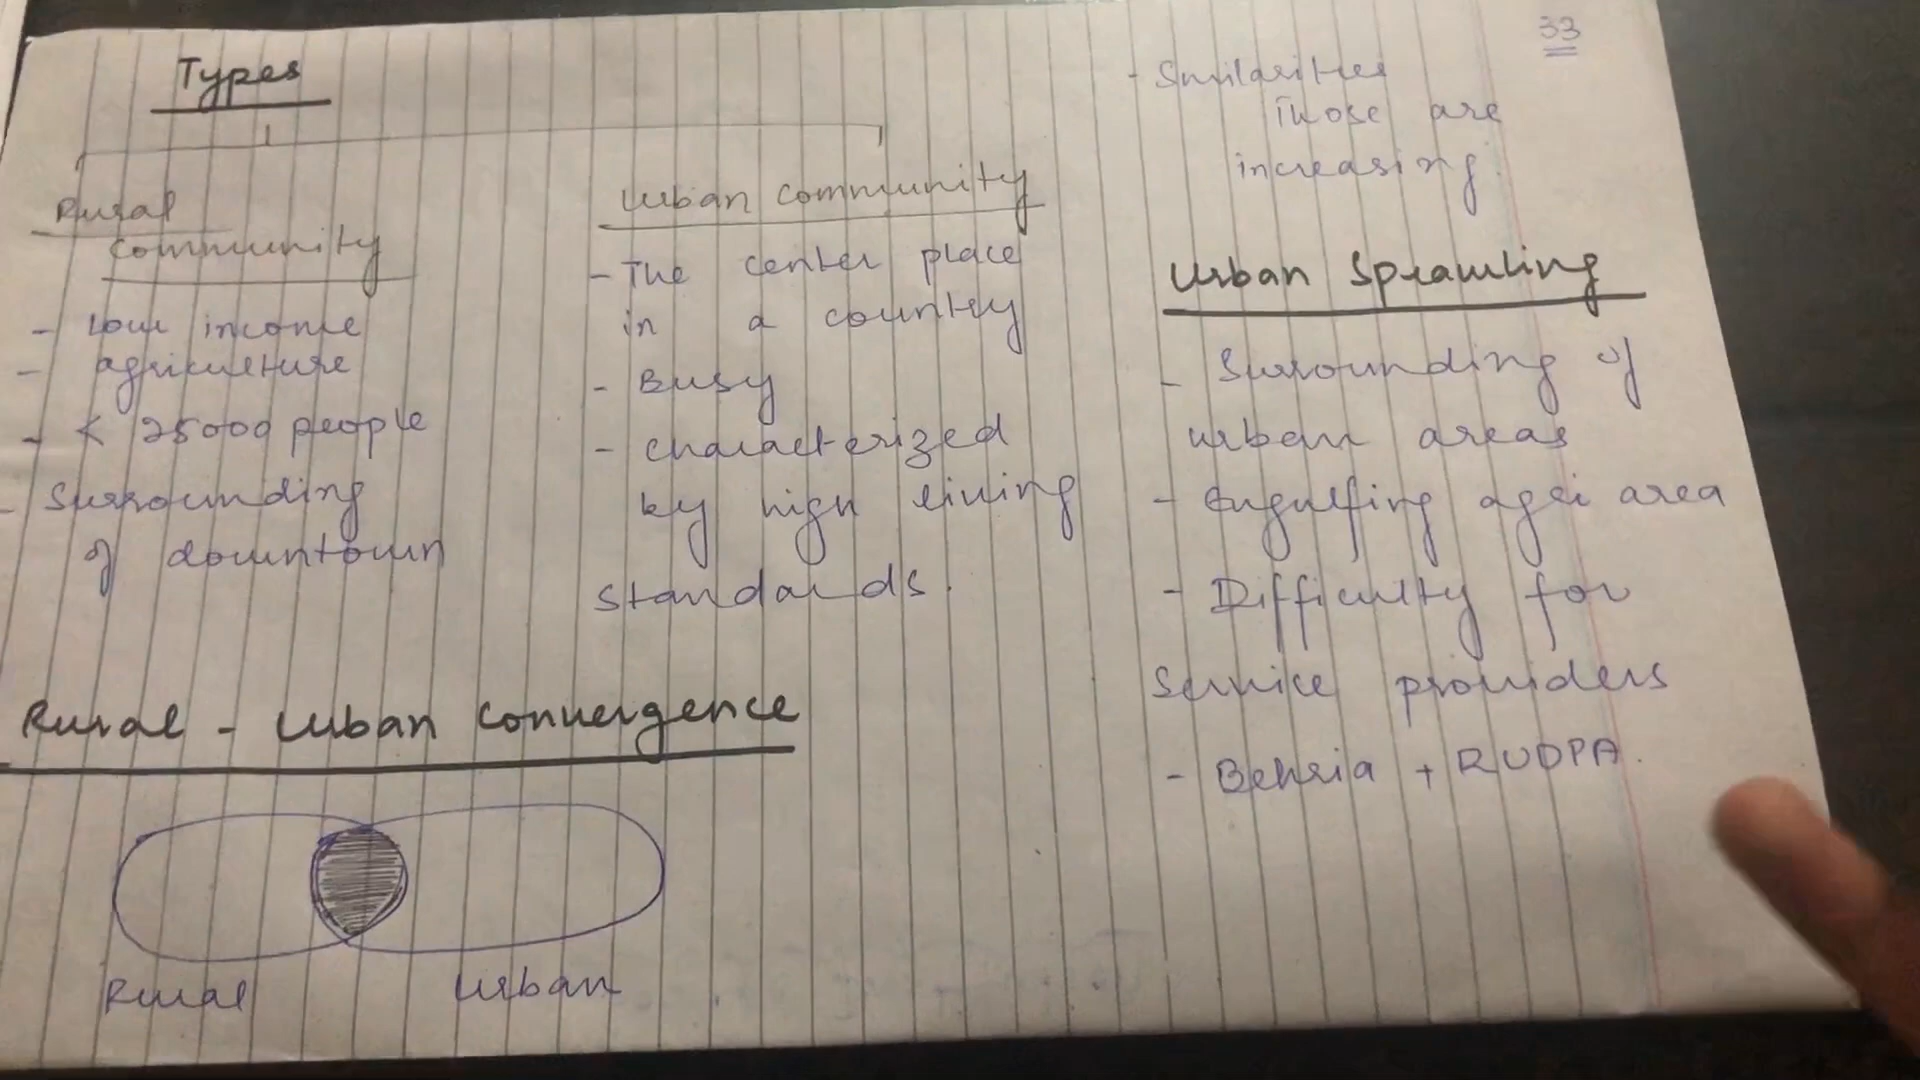 Types
Rural
community
- low income
- agriculture
- < 25000 people
- Surrounding
of downtown
Urban community
- The center place
in a country
- Busy
- characterized
by high living
standards.
Rural - Urban Convergence
Rural
Urban
33
- Similarities
Those are
increasing.
Urban Sprawling
- Surrounding of
urban areas
- Engulfing agri area
- Difficulty for
Service providers
- Behria + RUDPA.